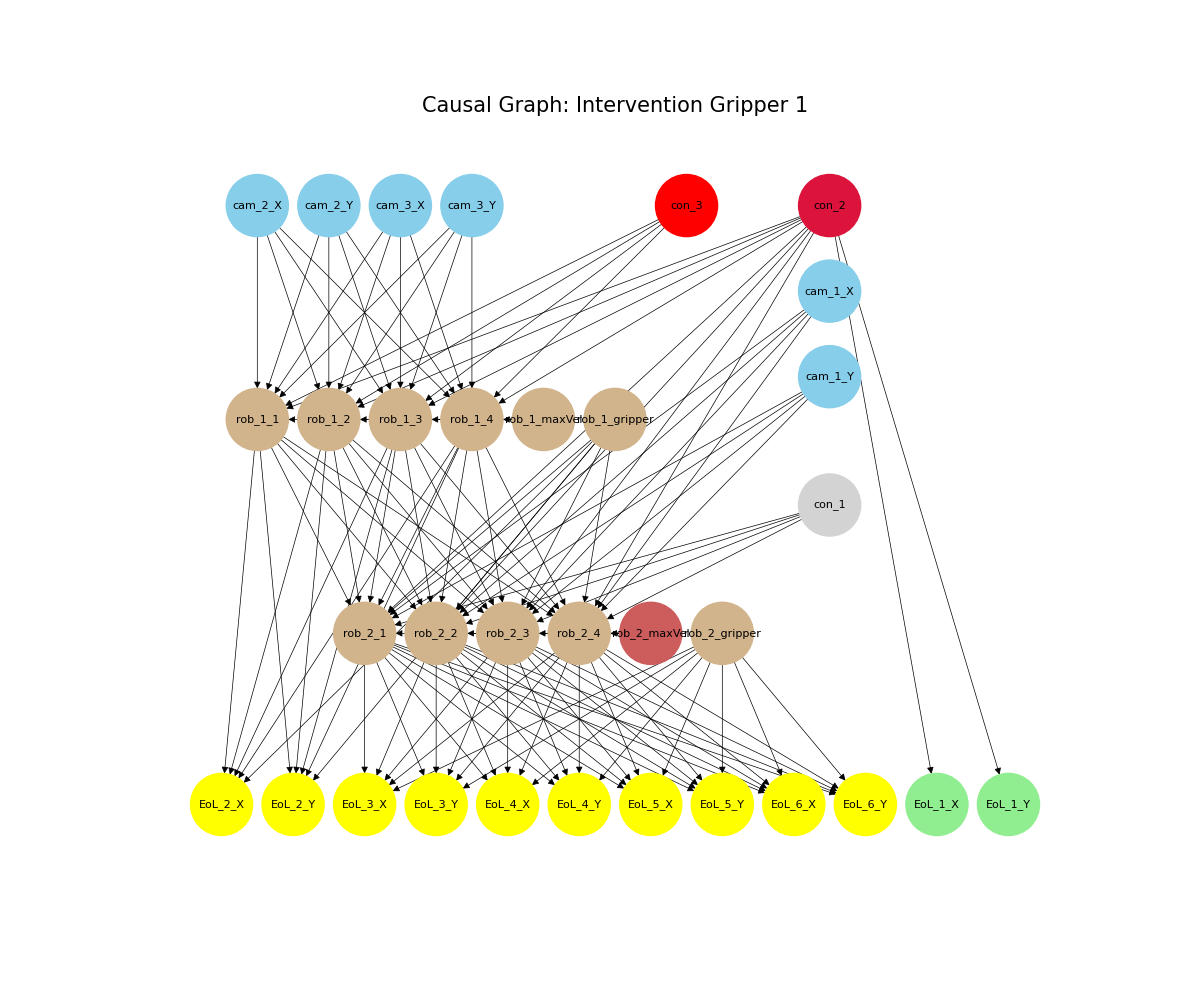 Causal Graph: Intervention Gripper 1
cam_2_X cam_2_Y cam_3_X cam_3_Y con_3 con_2
cam_1_X
cam_1_Y
rob_1_1 rob_1_2 rob_1_3 rob_1_4 rob_1_maxVel rob_1_gripper
con_1
rob_2_1 rob_2_2 rob_2_3 rob_2_4 rob_2_maxVel rob_2_gripper
EoL_2_X EoL_2_Y EoL_3_X EoL_3_Y EoL_4_X EoL_4_Y EoL_5_X EoL_5_Y EoL_6_X EoL_6_Y EoL_1_X EoL_1_Y